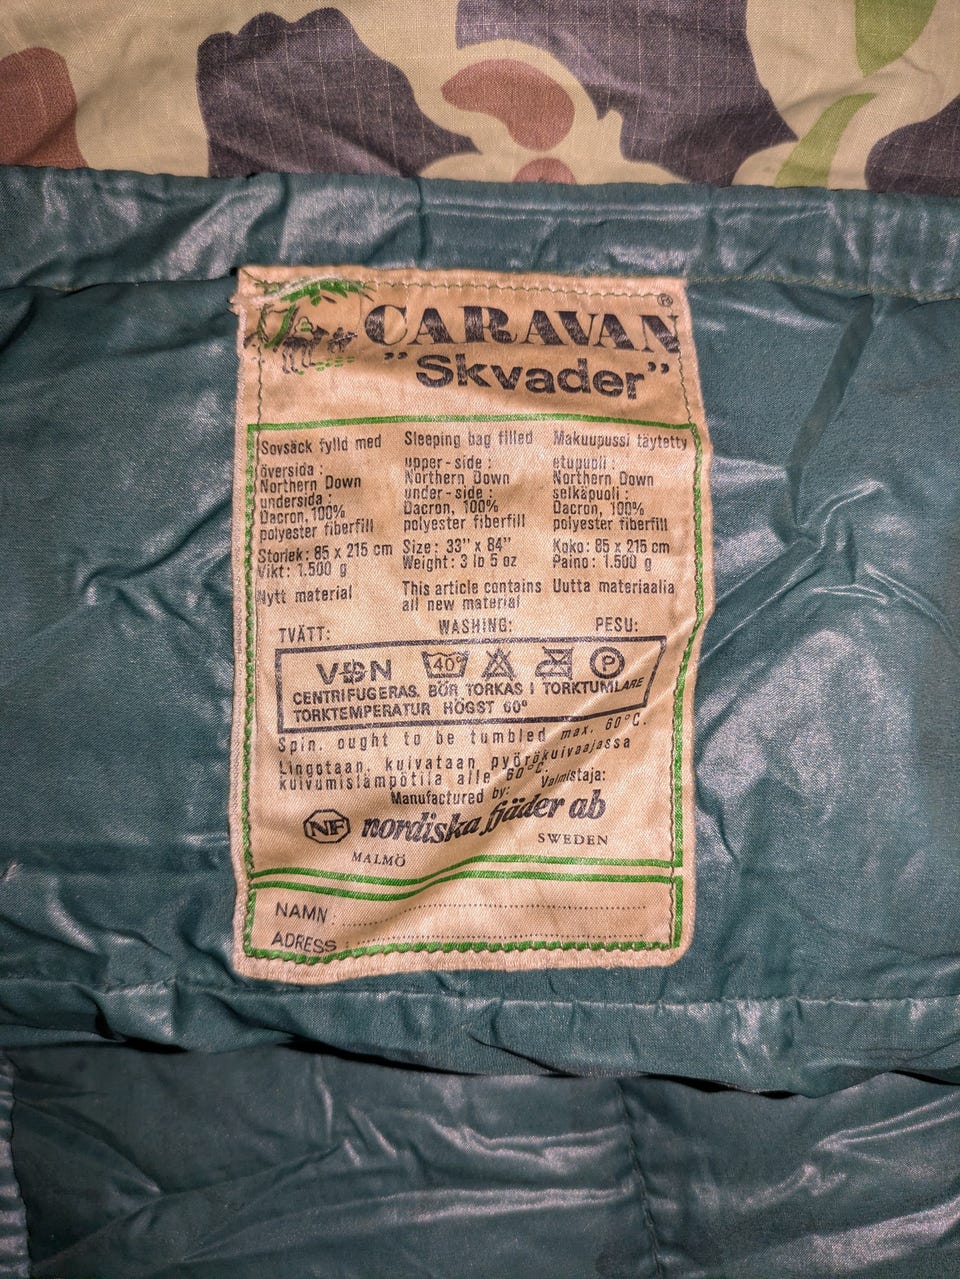 CARAVAN ®
"Skvader"
Sovsäck fylld med
översida :
Northern Down
undersida :
Dacron, 100%
polyester fiberfill
Storlek: 85 x 215 cm
Vikt: 1.500 g
Nytt material
Sleeping bag filled
upper-side :
Northern Down
under-side :
Dacron, 100%
polyester fiberfill
Size: 33" x 84"
Weight: 3 lb 5 oz
This article contains
all new material
Makuupussi täytetty
etupuoli :
Northern Down
selkäpuoli :
Dacron, 100%
polyester fiberfill
Koko: 85 x 215 cm
Paino: 1.500 g
Uutta materiaalia
TVÄTT: WASHING: PESU:
VDN 40° P
CENTRIFUGERAS. BÖR TORKAS I TORKTUMLARE
TORKTEMPERATUR HÖGST 60°
Spin. ought to be tumbled max. 60°C.
Lingotaan. kuivataan pyörökuivaajassa
kuivumislämpötila alle 60°C.
Manufactured by: Valmistaja:
NF nordiska fjäder ab
MALMÖ SWEDEN
NAMN :
ADRESS :